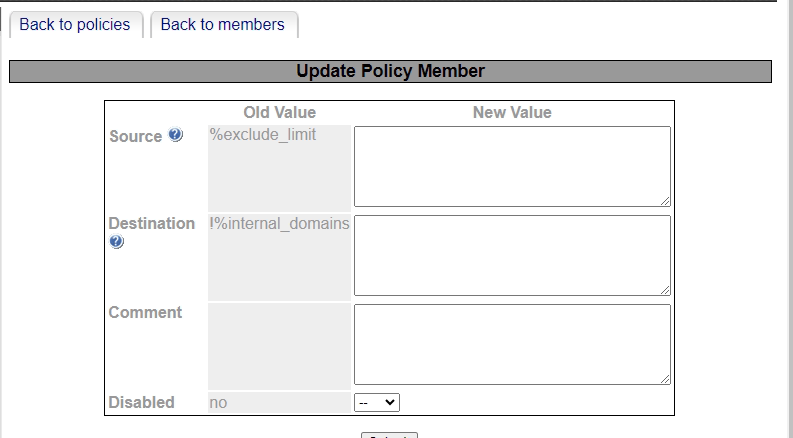 Back to policies Back to members
Update Policy Member
Old Value New Value
Source %exclude_limit
Destination !%internal_domains
Comment
Disabled no --